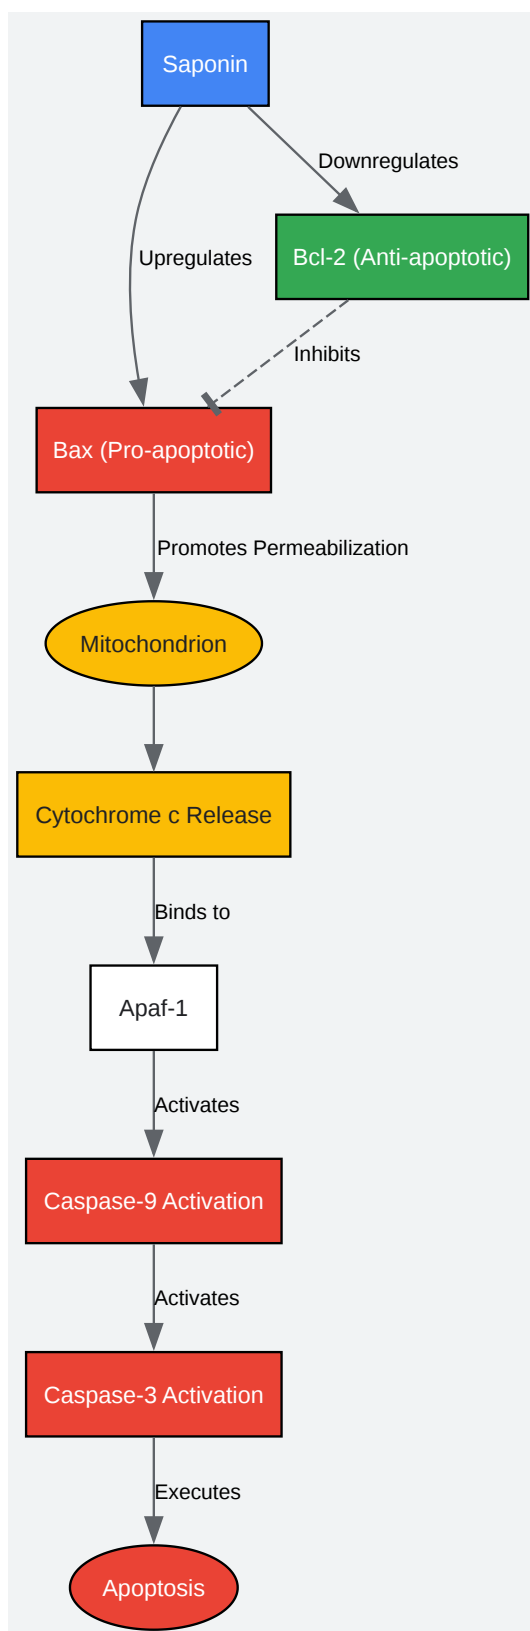 Saponin
Downregulates
Upregulates
Bcl-2 (Anti-apoptotic)
Inhibits
Bax (Pro-apoptotic)
Promotes Permeabilization
Mitochondrion
Cytochrome c Release
Binds to
Apaf-1
Activates
Caspase-9 Activation
Activates
Caspase-3 Activation
Executes
Apoptosis